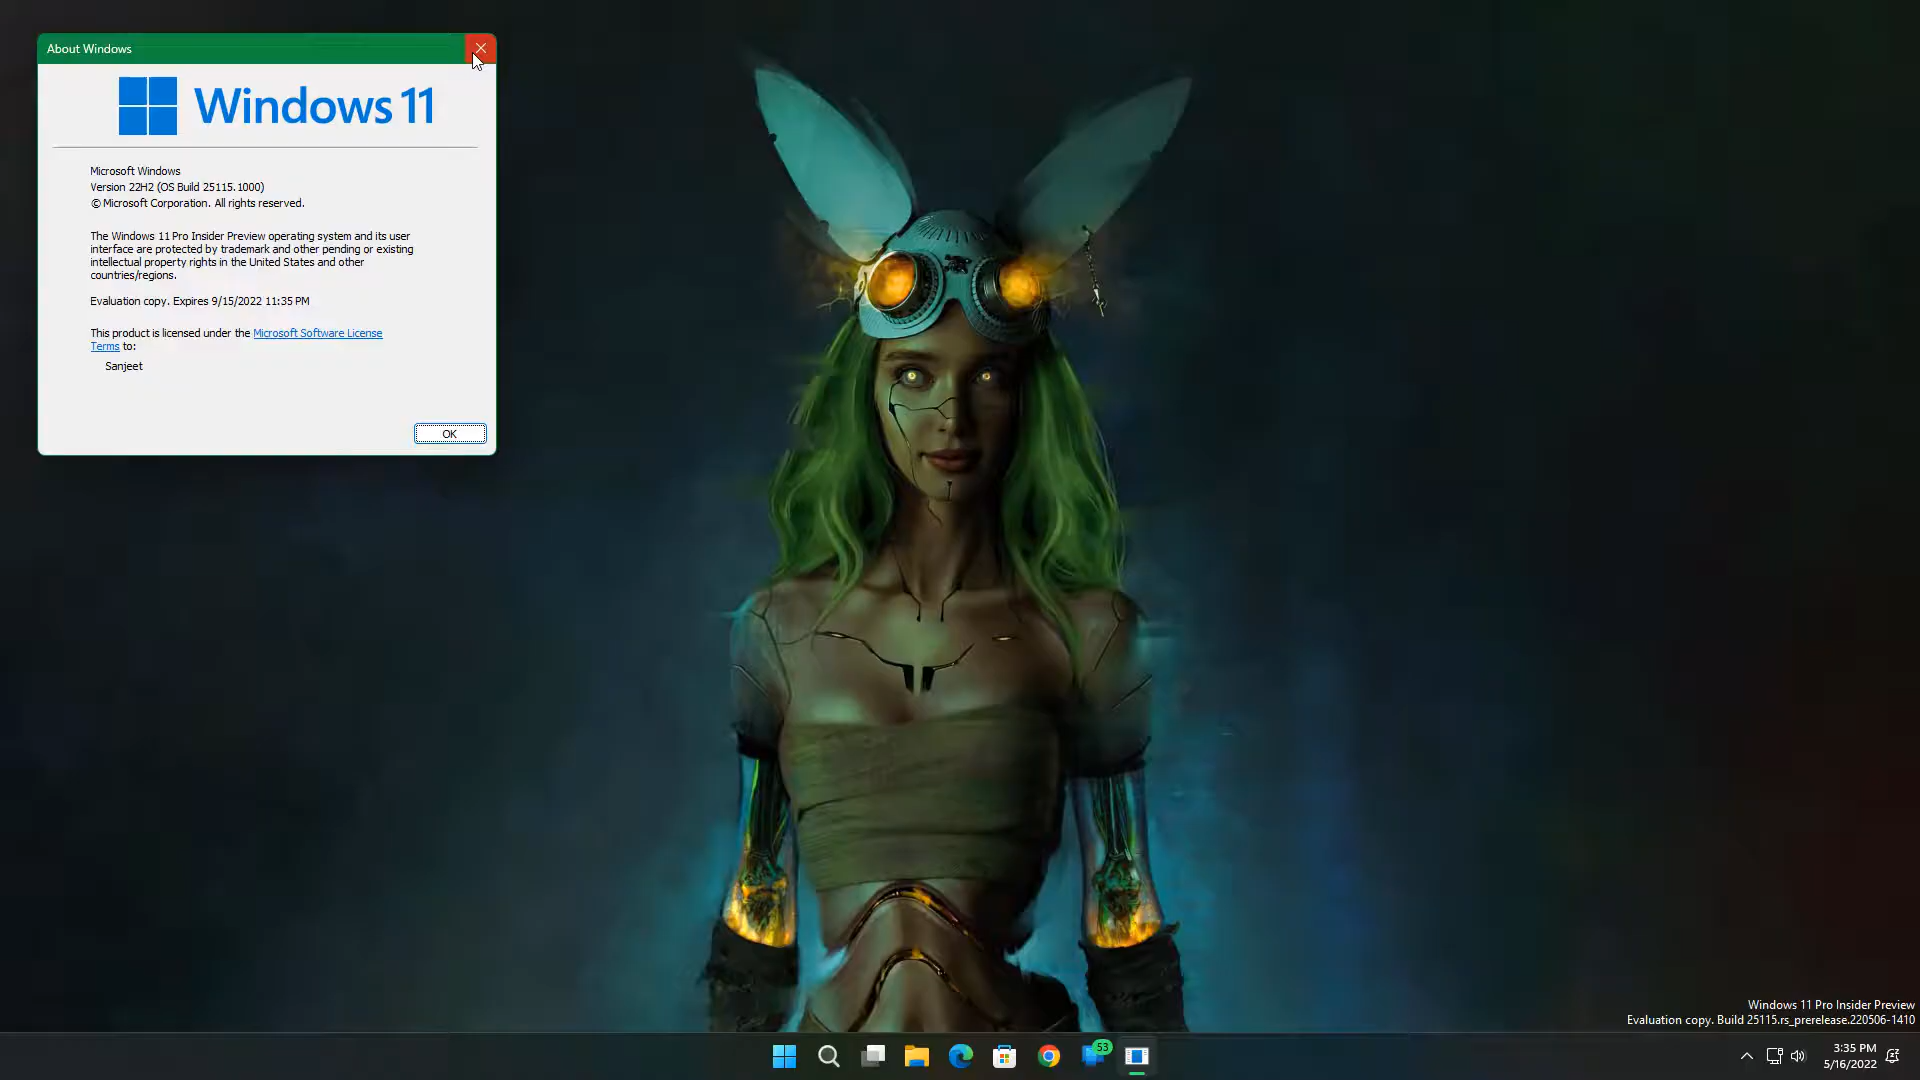 About Windows
Windows 11
Microsoft Windows
Version 22H2 (OS Build 25115.1000)
© Microsoft Corporation. All rights reserved.
The Windows 11 Pro Insider Preview operating system and its user
interface are protected by trademark and other pending or existing
intellectual property rights in the United States and other
countries/regions.
Evaluation copy. Expires 9/15/2022 11:35 PM
This product is licensed under the Microsoft Software License
Terms to:
Sanjeet
OK
Windows 11 Pro Insider Preview
Evaluation copy. Build 25115.rs_prerelease.220506-1410
53
3:35 PM
5/16/2022